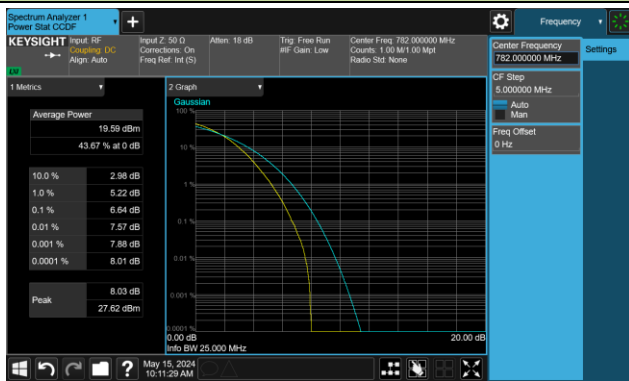 Spectrum Analyzer 1
Power Stat CCDF
+
Frequency
KEYSIGHT
Input: RF
Coupling: DC
Align: Auto
Input Z: 50 Ω
Corrections: On
Freq Ref: Int (S)
Atten: 18 dB
Trig: Free Run
#IF Gain: Low
Center Freq: 782.000000 MHz
Counts: 1.00 M/1.00 Mpt
Radio Std: None
LXI
Center Frequency
782.000000 MHz
Settings
CF Step
5.000000 MHz
Auto
Man
Freq Offset
0 Hz
1 Metrics
Average Power
19.59 dBm
43.67 % at 0 dB
10.0 % 2.98 dB
1.0 % 5.22 dB
0.1 % 6.64 dB
0.01 % 7.57 dB
0.001 % 7.88 dB
0.0001 % 8.01 dB
Peak
8.03 dB
27.62 dBm
2 Graph
Gaussian
100 %
10 %
1 %
0.1 %
0.01 %
0.001 %
0.0001 %
0.00 dB
20.00 dB
Info BW 25.000 MHz
?
May 15, 2024
10:11:29 AM